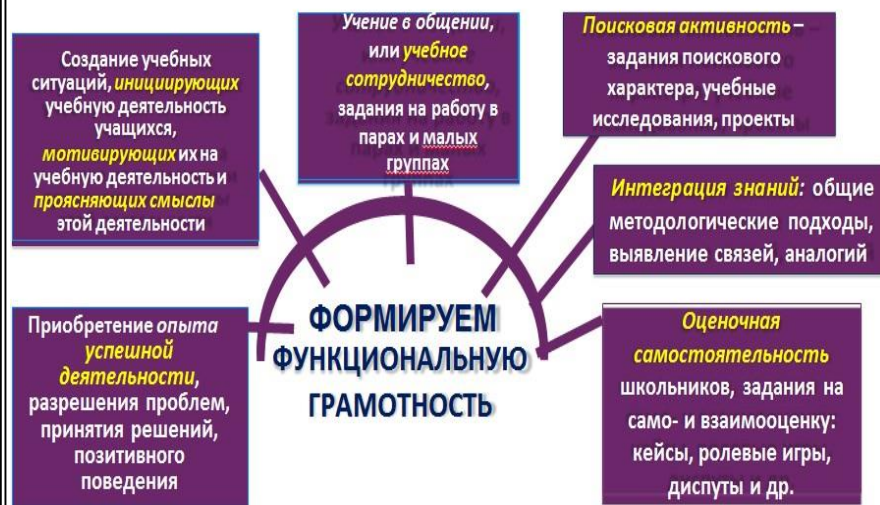 Создание учебных
ситуаций, инициирующих
учебную деятельность
учащихся,
мотивирующих их на
учебную деятельность и
проясняющих смыслы
этой деятельности
Учение в общении,
или учебное
сотрудничество,
задания на работу в
парах и малых
группах
Поисковая активность –
задания поискового
характера, учебные
исследования, проекты
Интеграция знаний: общие
методологические подходы,
выявление связей, аналогий
Приобретение опыта
успешной
деятельности,
разрешения проблем,
принятия решений,
позитивного
поведения
ФОРМИРУЕМ
ФУНКЦИОНАЛЬНУЮ
ГРАМОТНОСТЬ
Оценочная
самостоятельность
школьников, задания на
само- и взаимооценку:
кейсы, ролевые игры,
диспуты и др.